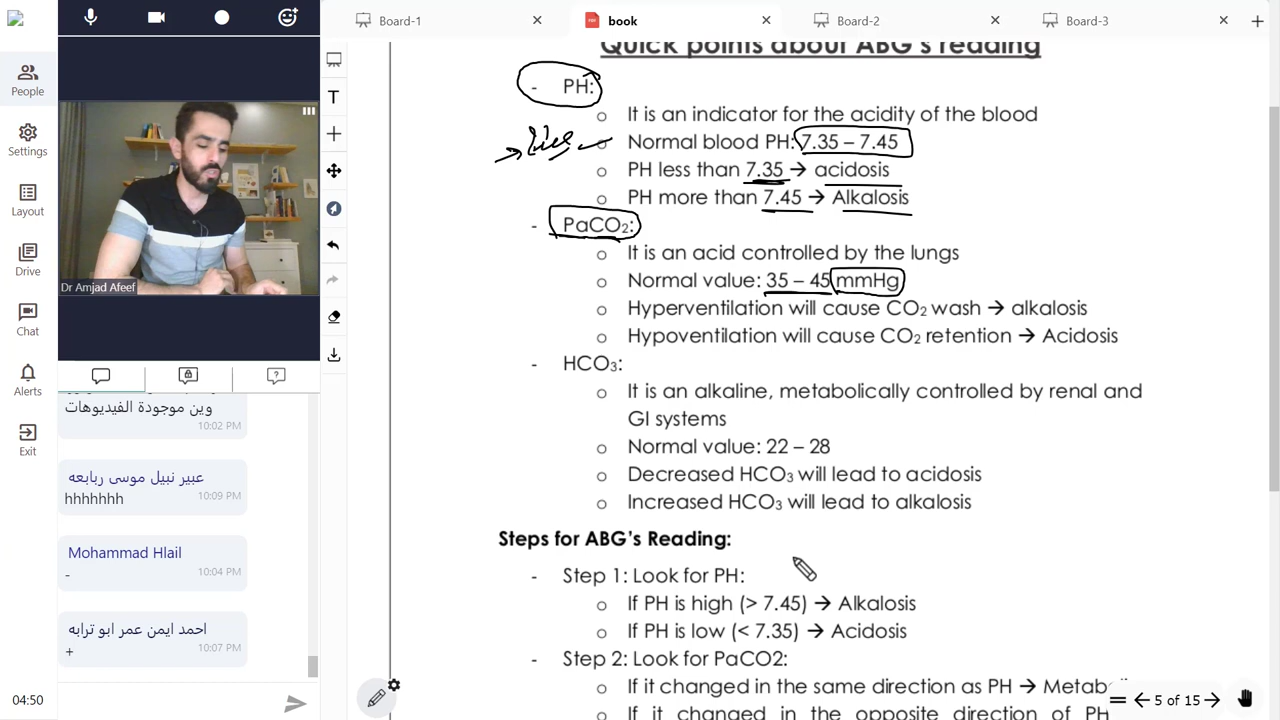 Board-1
book
Board-2
Board-3
People
Settings
Layout
Drive
Chat
Alerts
Exit
04:50
Dr Amjad Afeef
وين موجودة الفيديوهات
10:02 PM
عبير نبيل موسى ربابعه
hhhhhhh
10:09 PM
Mohammad Hlail
-
10:04 PM
احمد ايمن عمر ابو ترابه
+
10:07 PM
Quick points about ABG's reading
- PH:
o It is an indicator for the acidity of the blood
o Normal blood PH: 7.35 – 7.45
o PH less than 7.35 → acidosis
o PH more than 7.45 → Alkalosis
- PaCO2:
o It is an acid controlled by the lungs
o Normal value: 35 – 45 mmHg
o Hyperventilation will cause CO2 wash → alkalosis
o Hypoventilation will cause CO2 retention → Acidosis
- HCO3:
o It is an alkaline, metabolically controlled by renal and
GI systems
o Normal value: 22 – 28
o Decreased HCO3 will lead to acidosis
o Increased HCO3 will lead to alkalosis
Steps for ABG's Reading:
- Step 1: Look for PH:
o If PH is high (> 7.45) → Alkalosis
o If PH is low (< 7.35) → Acidosis
- Step 2: Look for PaCO2:
o If it changed in the same direction as PH →
o If it changed in the opposite direction of PH
5 of 15